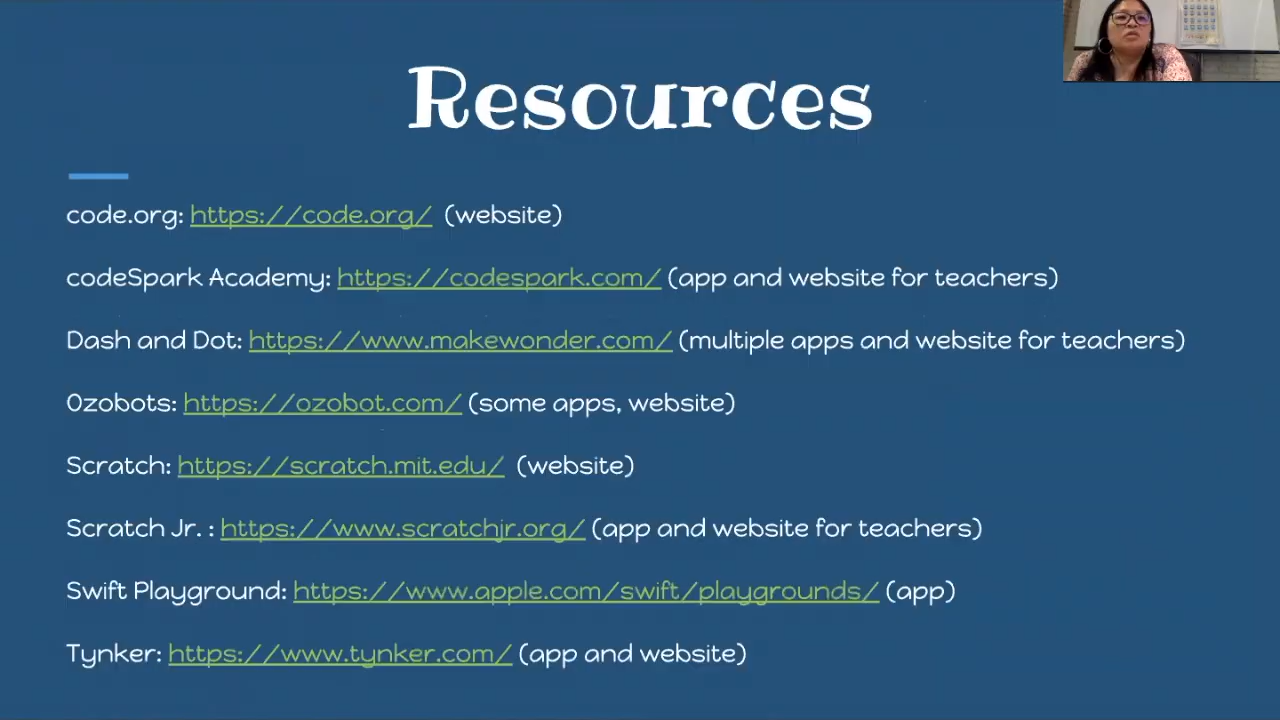 Resources
code.org: https://code.org/ (website)
codeSpark Academy: https://codespark.com/ (app and website for teachers)
Dash and Dot: https://www.makewonder.com/ (multiple apps and website for teachers)
Ozobots: https://ozobot.com/ (some apps, website)
Scratch: https://scratch.mit.edu/ (website)
Scratch Jr. : https://www.scratchjr.org/ (app and website for teachers)
Swift Playground: https://www.apple.com/swift/playgrounds/ (app)
Tynker: https://www.tynker.com/ (app and website)